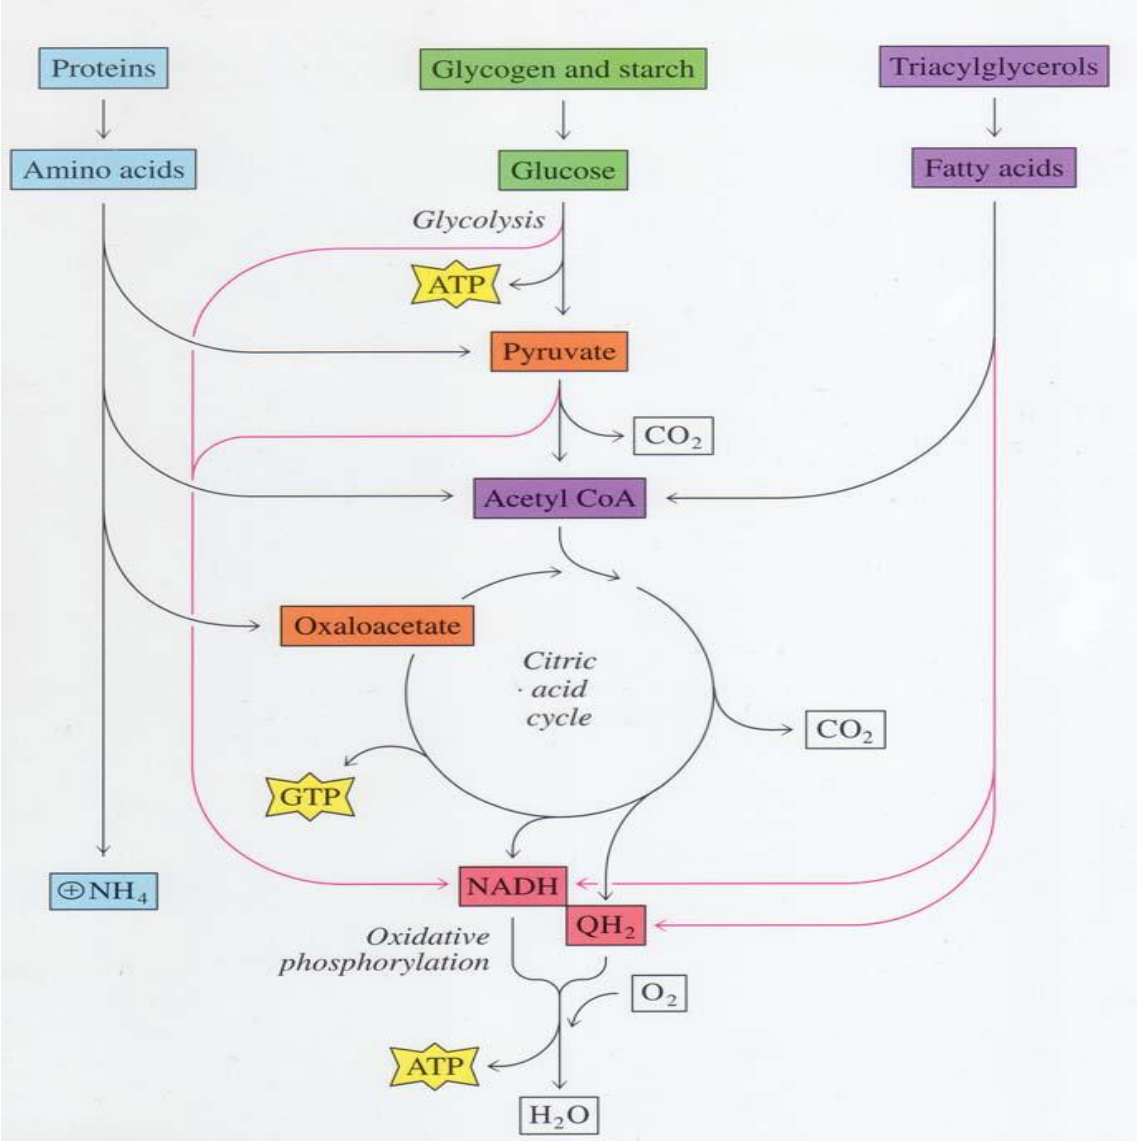 Proteins
Glycogen and starch
Triacylglycerols
Amino acids
Glucose
Fatty acids
Glycolysis
ATP
Pyruvate
CO₂
Acetyl CoA
Oxaloacetate
Citric
acid
cycle
CO₂
GTP
⊕NH₄
NADH
QH₂
Oxidative
phosphorylation
O₂
ATP
H₂O